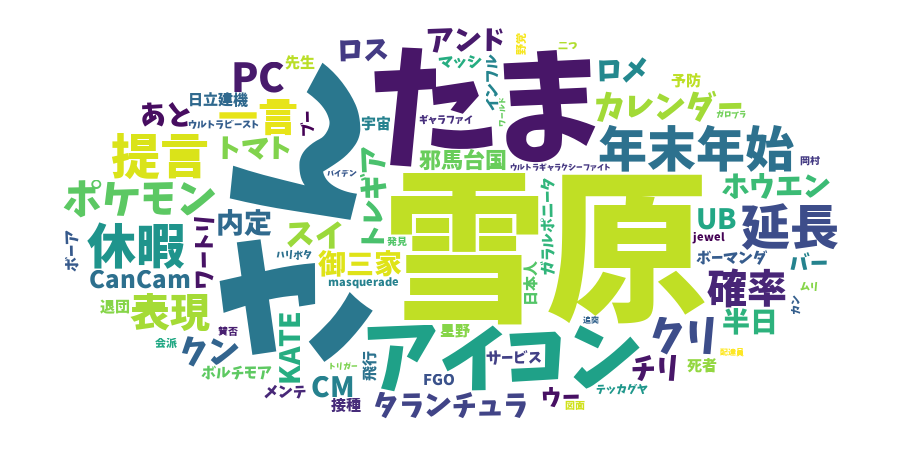 ロス
アンド
野党
二つ
PC
先生
たま
マッシ
インフル
ロメ
予防
日立建機
一言
カレンダー
あと
ウルトラビースト
ブー
宇宙
ギャラファイ
ワールド
ガロプラ
提言
トマト
邪馬台国
ウルトラギャラクシーファイト
年末年始
岡村
バイデン
トレギア
ポケモン
ホウエン
雪原
ガラルポニータ
UB
延長
休暇
内定
スイ
発見
jewel
ボーア
ワートリ
ハリポタ
御三家
ボーマンダ
バー
CanCam
masquerade
日本人
確率
ムリ
カン
退団
表現
ヤン
KATE
星野
追突
半日
賛否
アイコン
クリ
会派
クン
サービス
配達員
ボルチモア
トリガー
飛行
チリ
死者
メンテ
CM
FGO
テッカグヤ
接種
タランチュラ
ウー
図面